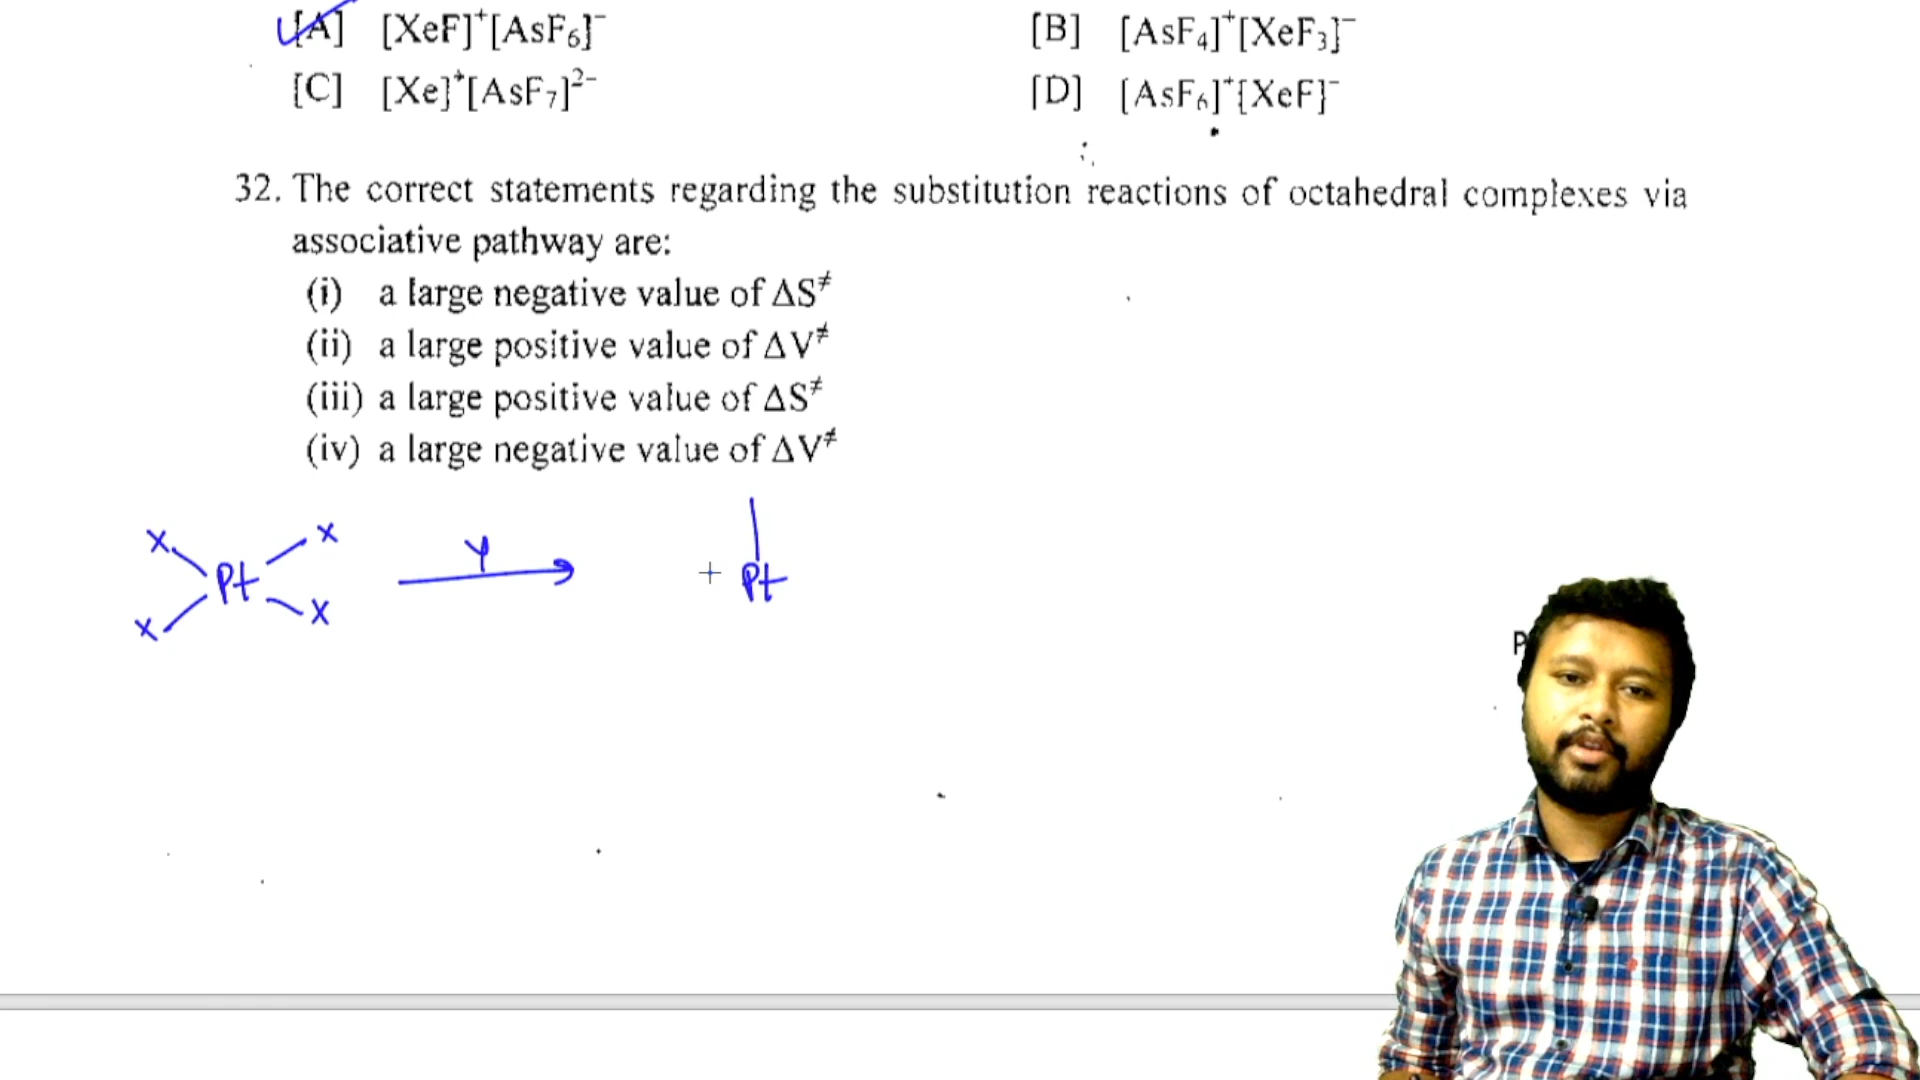 [A] [XeF]⁺[AsF₆]⁻ [B] [AsF₄]⁺[XeF₃]⁻
[C] [Xe]⁺[AsF₇]²⁻ [D] [AsF₆]⁺[XeF]⁻
32. The correct statements regarding the substitution reactions of octahedral complexes via
associative pathway are:
(i) a large negative value of ΔS≠
(ii) a large positive value of ΔV≠
(iii) a large positive value of ΔS≠
(iv) a large negative value of ΔV≠
X X Y
Pt Pt
X X
P